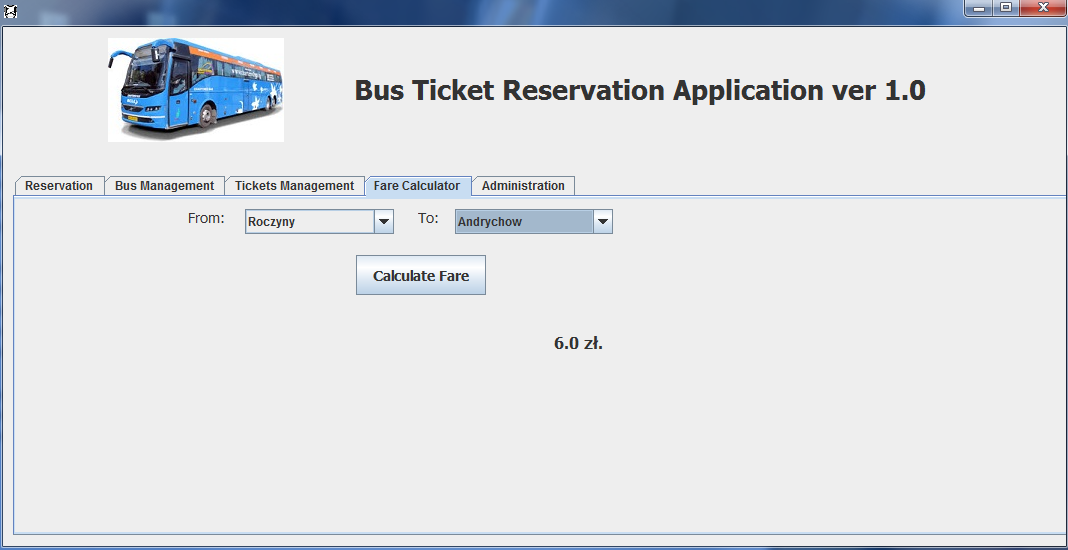 Bus Ticket Reservation Application ver 1.0
Reservation Bus Management Tickets Management Fare Calculator Administration
From: Roczyny To: Andrychow
Calculate Fare
6.0 zł.